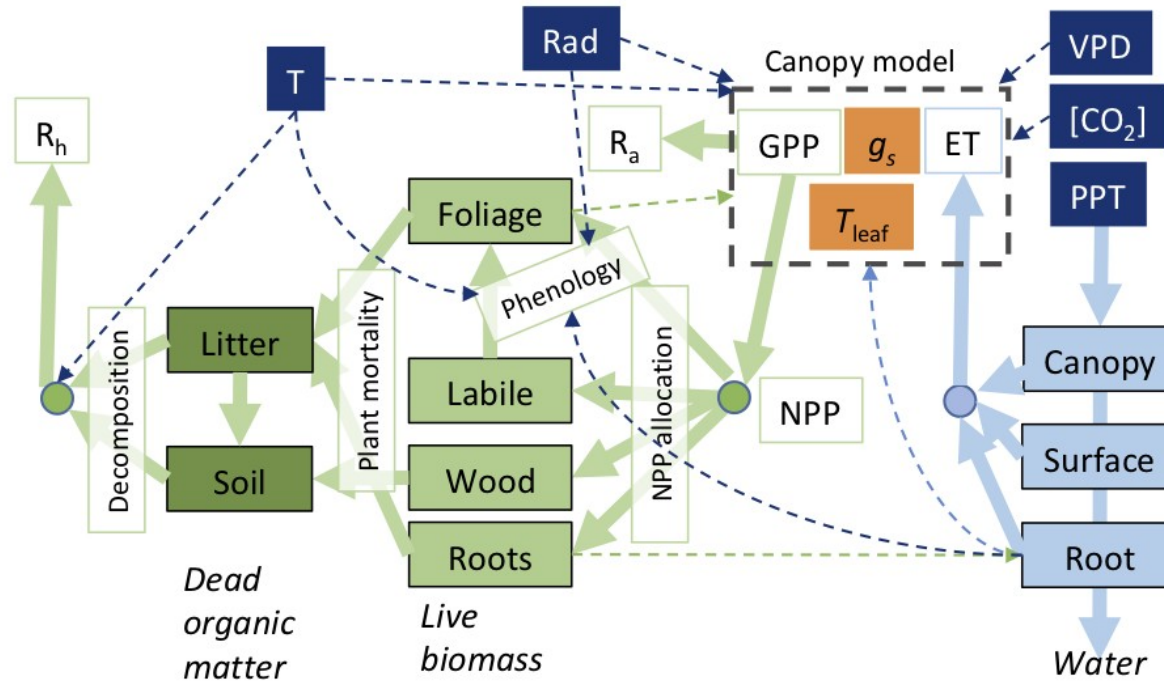 Rad
VPD
T
Canopy model
[CO₂]
Rₕ
Rₐ
GPP
gₛ
ET
PPT
Foliage
T_leaf
Phenology
Litter
Canopy
Decomposition
Plant mortality
Labile
NPP allocation
NPP
Soil
Wood
Surface
Roots
Root
Dead
organic
matter
Live
biomass
Water